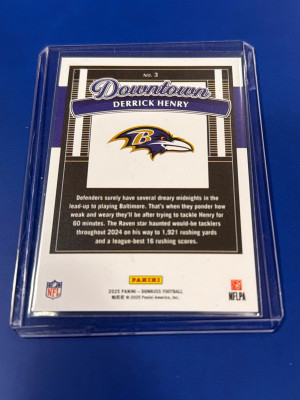 No. 3
Downtown
DERRICK HENRY
B
Defenders surely have several dreary midnights in the
lead-up to playing Baltimore. That's when they ponder how
weak and weary they'll be after trying to tackle Henry for
60 minutes. The Raven star haunted would-be tacklers
throughout 2024 on his way to 1,921 rushing yards
and a league-best 16 rushing scores.
PANINI
NFL
NFLPA
2025 PANINI - DONRUSS FOOTBALL
© 2025 Panini America, Inc.